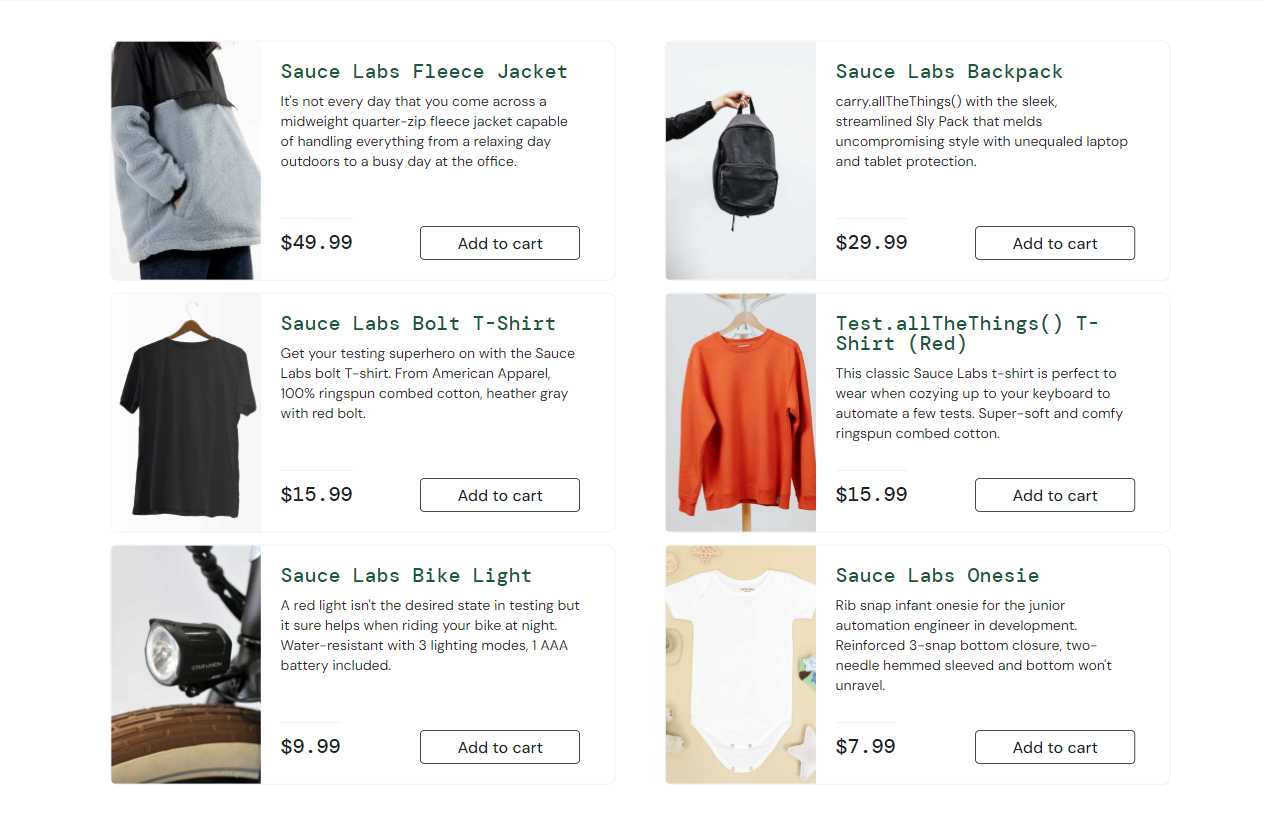 Sauce Labs Fleece Jacket
It's not every day that you come across a
midweight quarter-zip fleece jacket capable
of handling everything from a relaxing day
outdoors to a busy day at the office.
$49.99
Add to cart
Sauce Labs Backpack
carry.allTheThings() with the sleek,
streamlined Sly Pack that melds
uncompromising style with unequaled laptop
and tablet protection.
$29.99
Add to cart
Sauce Labs Bolt T-Shirt
Get your testing superhero on with the Sauce
Labs bolt T-shirt. From American Apparel,
100% ringspun combed cotton, heather gray
with red bolt.
$15.99
Add to cart
Test.allTheThings() T-
Shirt (Red)
This classic Sauce Labs t-shirt is perfect to
wear when cozying up to your keyboard to
automate a few tests. Super-soft and comfy
ringspun combed cotton.
$15.99
Add to cart
Sauce Labs Bike Light
A red light isn't the desired state in testing but
it sure helps when riding your bike at night.
Water-resistant with 3 lighting modes, 1 AAA
battery included.
$9.99
Add to cart
Sauce Labs Onesie
Rib snap infant onesie for the junior
automation engineer in development.
Reinforced 3-snap bottom closure, two-
needle hemmed sleeved and bottom won't
unravel.
$7.99
Add to cart